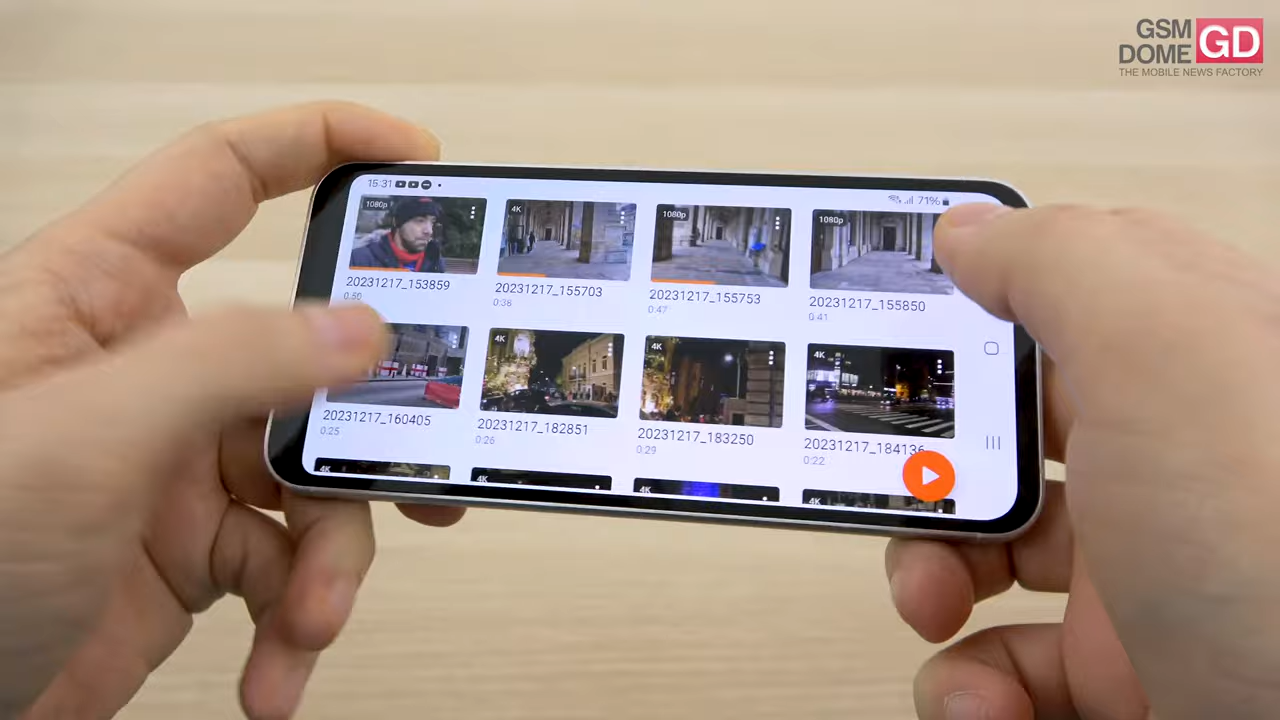 GSM
DOME GD
THE MOBILE NEWS FACTORY
15:31
71%
1080p
4K
1080p
1080p
20231217_153859
20231217_155703
20231217_155753
20231217_155850
0:50
0:38
0:47
0:41
4K
4K
4K
20231217_160405
20231217_182851
20231217_183250
20231217_184136
0:25
0:26
0:29
0:22
4K
4K
4K
4K